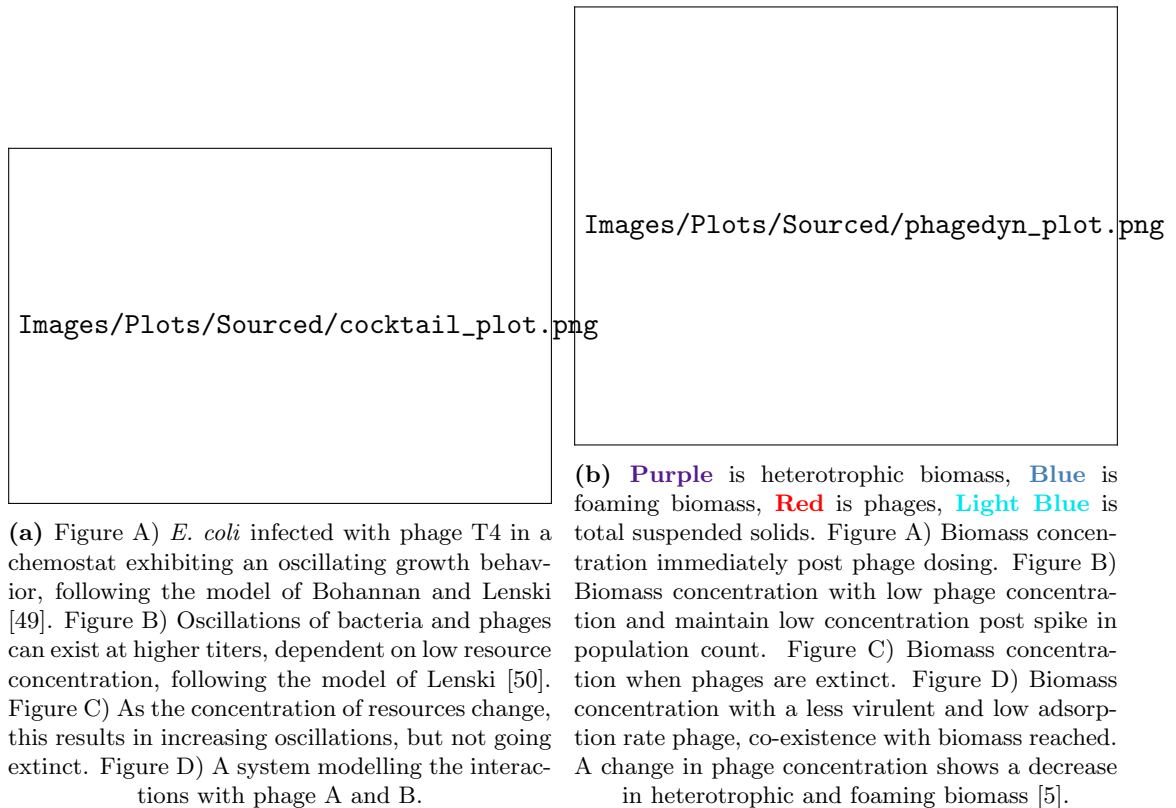 Images/Plots/Sourced/cocktail_plot.png
(a) Figure A) E. coli infected with phage T4 in a
chemostat exhibiting an oscillating growth behav-
ior, following the model of Bohannan and Lenski
[49]. Figure B) Oscillations of bacteria and phages
can exist at higher titers, dependent on low resource
concentration, following the model of Lenski [50].
Figure C) As the concentration of resources change,
this results in increasing oscillations, but not going
extinct. Figure D) A system modelling the interac-
tions with phage A and B.
Images/Plots/Sourced/phagedyn_plot.png
(b) Purple is heterotrophic biomass, Blue is
foaming biomass, Red is phages, Light Blue is
total suspended solids. Figure A) Biomass concen-
tration immediately post phage dosing. Figure B)
Biomass concentration with low phage concentra-
tion and maintain low concentration post spike in
population count. Figure C) Biomass concentra-
tion when phages are extinct. Figure D) Biomass
concentration with a less virulent and low adsorp-
tion rate phage, co-existence with biomass reached.
A change in phage concentration shows a decrease
in heterotrophic and foaming biomass [5].